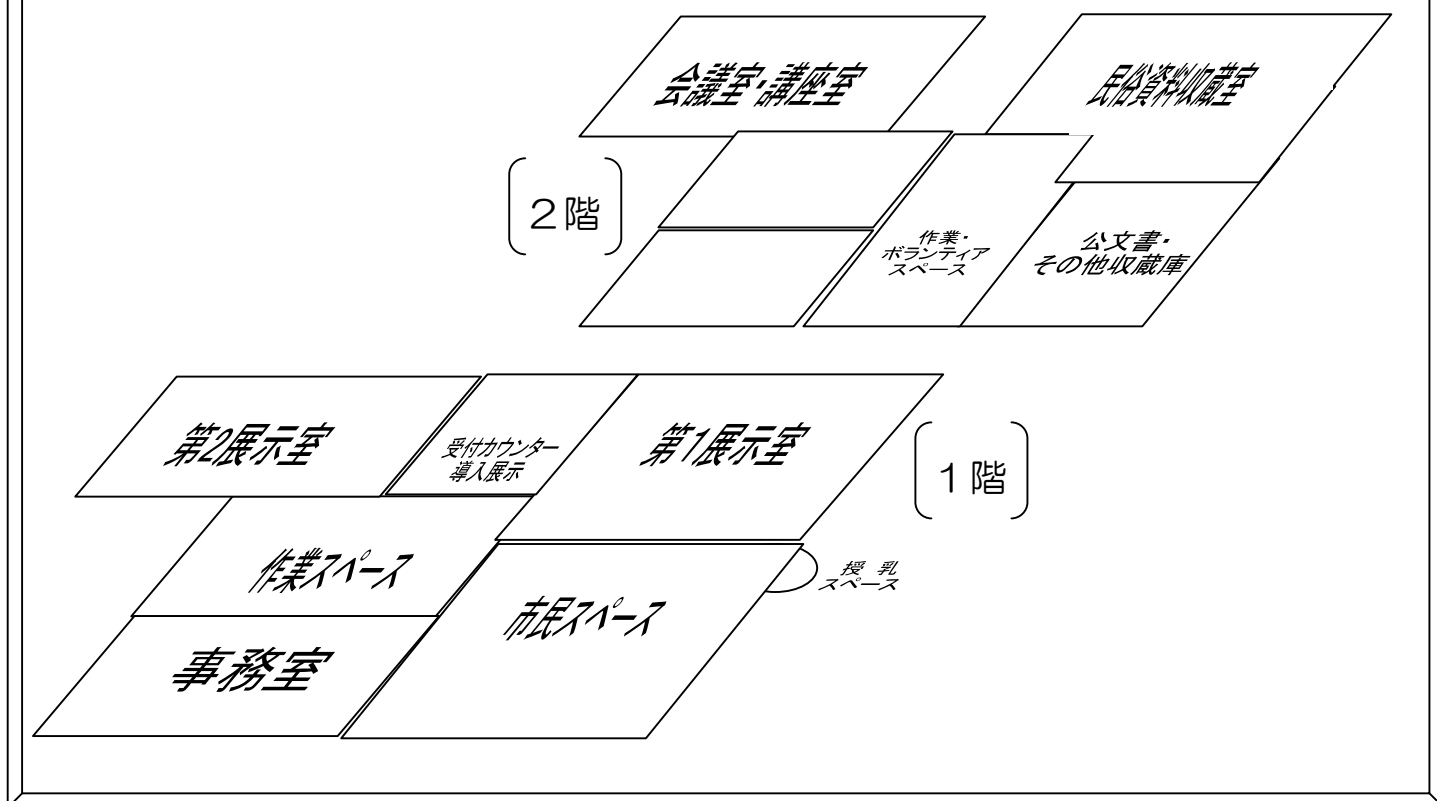 会議室・講座室
民俗資料収蔵室
2階
作業・
ボランティア
スペース
公文書・
その他収蔵庫
第2展示室
受付カウンター
導入展示
第1展示室
1階
作業スペース
授 乳
スペース
市民スペース
事務室